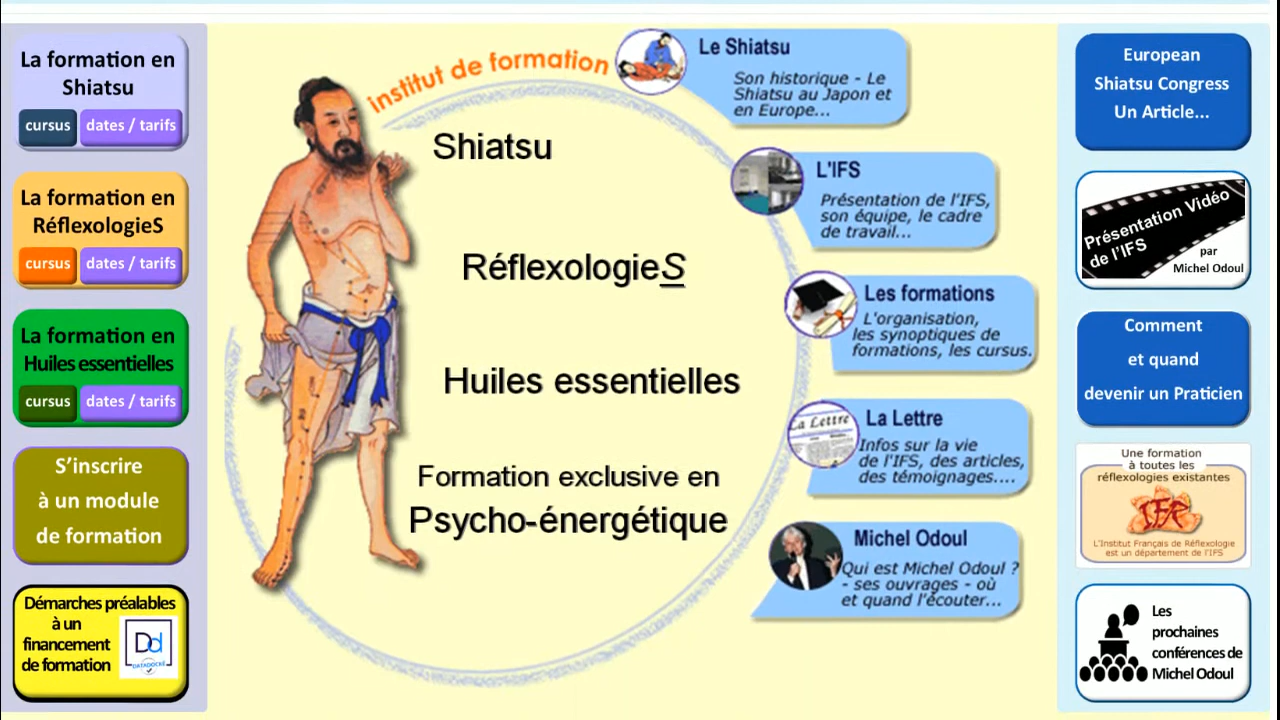 La formation en
Shiatsu
cursus
dates / tarifs
La formation en
RéflexologieS
cursus
dates / tarifs
La formation en
Huiles essentielles
cursus
dates / tarifs
S'inscrire
à un module
de formation
Démarches préalables
à un
financement
de formation
Dd
DATADOCKÉ
institut de formation
Shiatsu
RéflexologieS
Huiles essentielles
Formation exclusive en
Psycho-énergétique
Le Shiatsu
Son historique - Le
Shiatsu au Japon et
en Europe...
L'IFS
Présentation de l'IFS,
son équipe, le cadre
de travail...
Les formations
L'organisation,
les synoptiques de
formations, les cursus.
La Lettre
La Lettre
Infos sur la vie
de l'IFS, des articles,
des témoignages....
Michel Odoul
Qui est Michel Odoul ?
- ses ouvrages - où
et quand l'écouter...
European
Shiatsu Congress
Un Article...
Présentation Vidéo
de l'IFS
par
Michel Odoul
Comment
et quand
devenir un Praticien
Une formation
à toutes les
réflexologies existantes
IFR
L'Institut Français de Réflexologie
est un département de l'IFS
Les
prochaines
conférences de
Michel Odoul